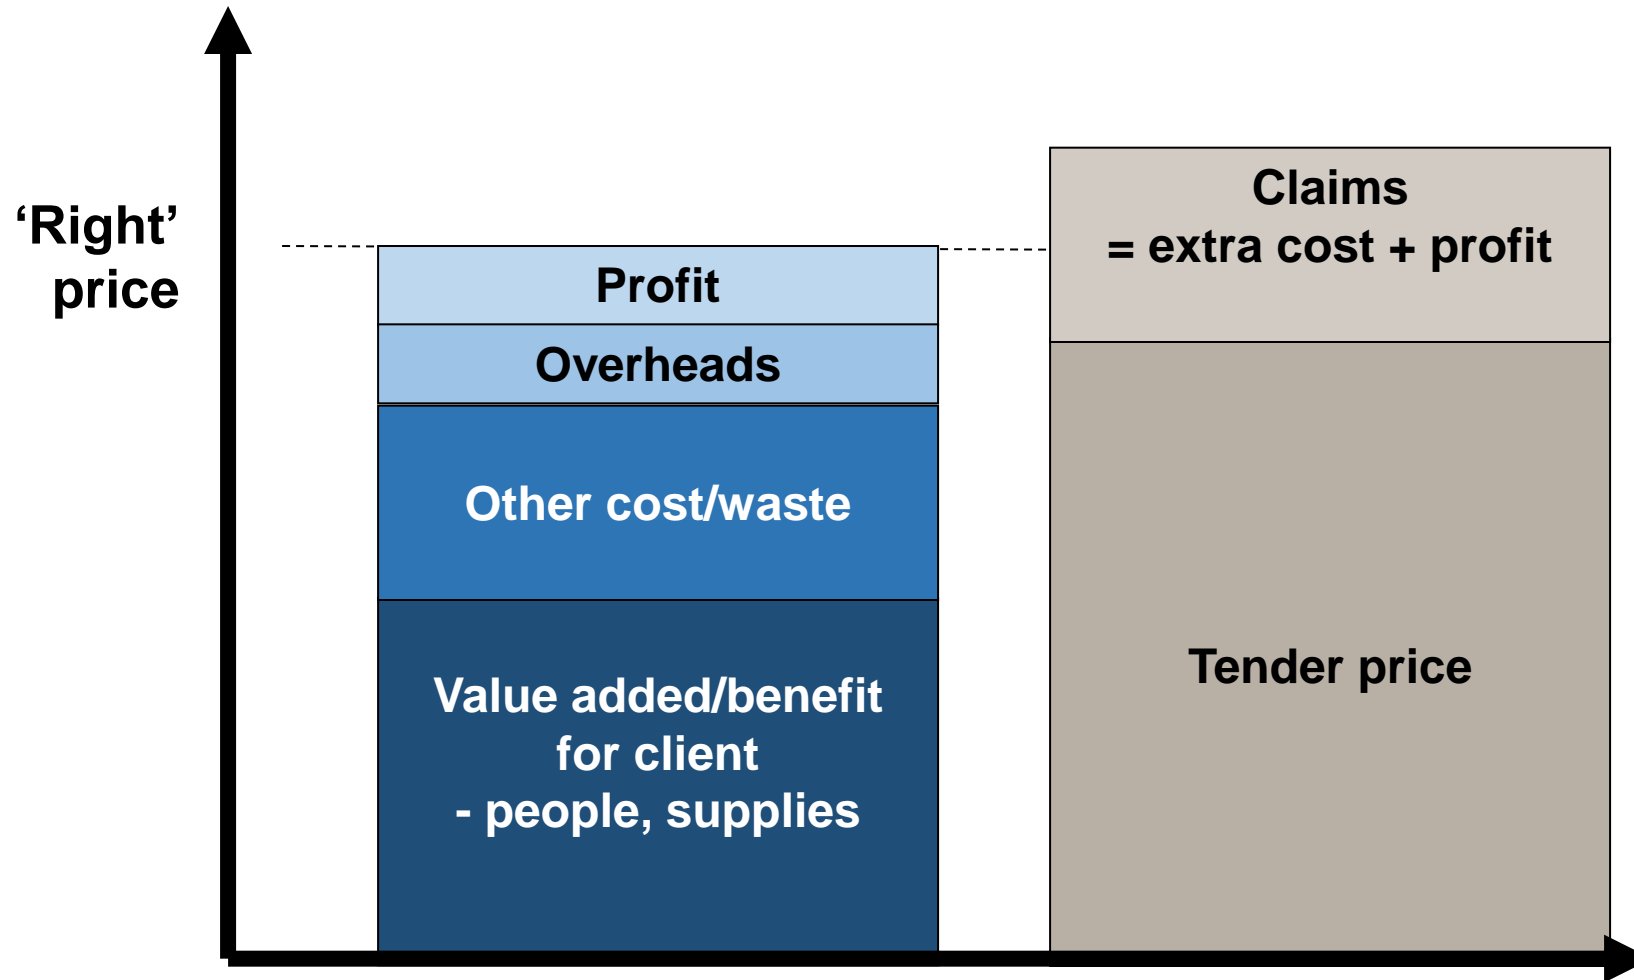 ‘Right’
price
Profit
Overheads
Other cost/waste
Value added/benefit
for client
- people, supplies
Claims
= extra cost + profit
Tender price